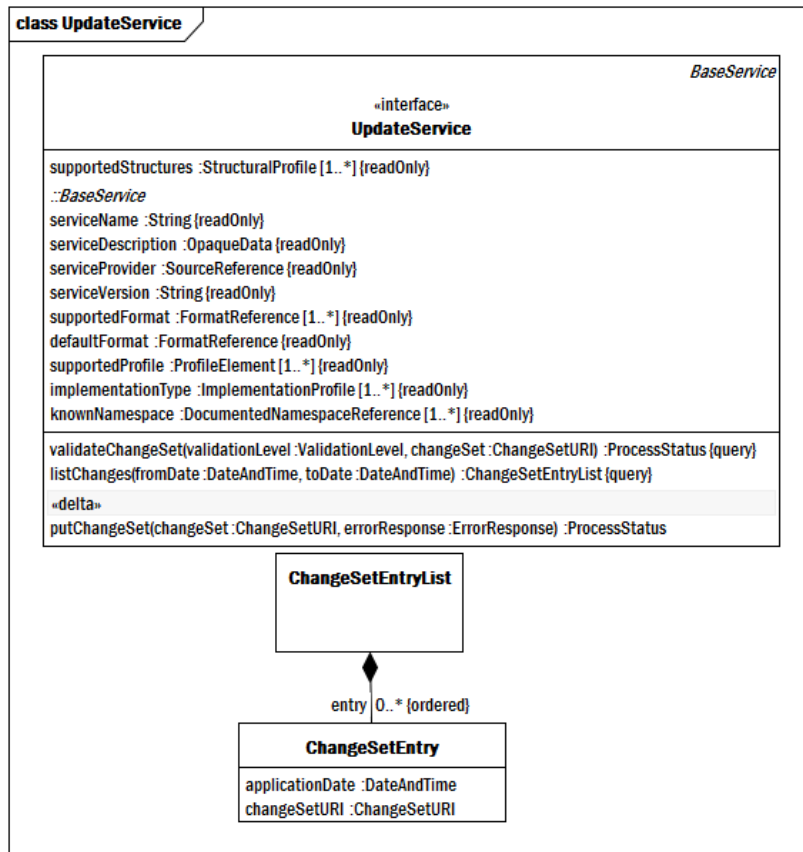 class UpdateService
BaseService
«interface»
UpdateService
supportedStructures :StructuralProfile [1..*] {readOnly}
::BaseService
serviceName :String {readOnly}
serviceDescription :OpaqueData {readOnly}
serviceProvider :SourceReference {readOnly}
serviceVersion :String {readOnly}
supportedFormat :FormatReference [1..*] {readOnly}
defaultFormat :FormatReference {readOnly}
supportedProfile :ProfileElement [1..*] {readOnly}
implementationType :ImplementationProfile [1..*] {readOnly}
knownNamespace :DocumentedNamespaceReference [1..*] {readOnly}
validateChangeSet(validationLevel :ValidationLevel, changeSet :ChangeSetURI) :ProcessStatus {query}
listChanges(fromDate :DateAndTime, toDate :DateAndTime) :ChangeSetEntryList {query}
«delta»
putChangeSet(changeSet :ChangeSetURI, errorResponse :ErrorResponse) :ProcessStatus
ChangeSetEntryList
entry 0..* {ordered}
ChangeSetEntry
applicationDate :DateAndTime
changeSetURI :ChangeSetURI